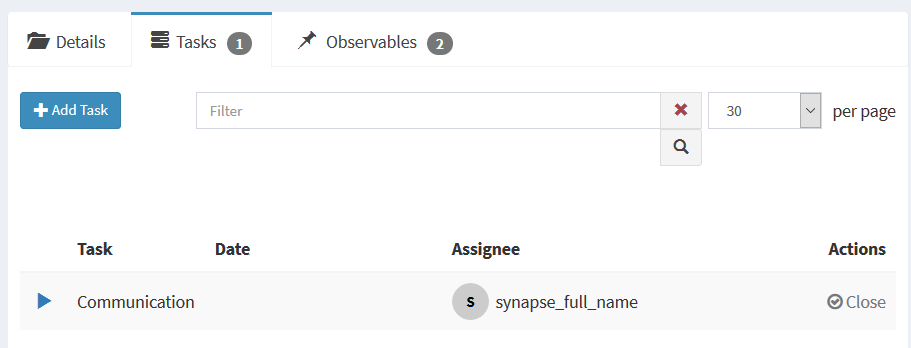 Details Tasks 1 Observables 2
Add Task Filter 30 per page
Task Date Assignee Actions
Communication S synapse_full_name Close